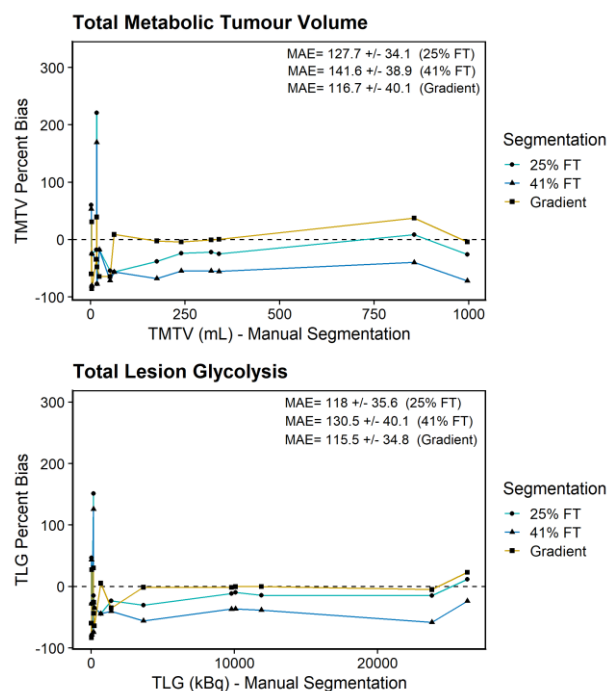 Total Metabolic Tumour Volume
MAE= 127.7 +/- 34.1 (25% FT)
MAE= 141.6 +/- 38.9 (41% FT)
MAE= 116.7 +/- 40.1 (Gradient)
300
200
100
0
-100
TMTV Percent Bias
0
250
500
750
1000
TMTV (mL) - Manual Segmentation
Segmentation
25% FT
41% FT
Gradient
Total Lesion Glycolysis
MAE= 118 +/- 35.6 (25% FT)
MAE= 130.5 +/- 40.1 (41% FT)
MAE= 115.5 +/- 34.8 (Gradient)
300
200
100
0
-100
TLG Percent Bias
0
10000
20000
TLG (kBq) - Manual Segmentation
Segmentation
25% FT
41% FT
Gradient